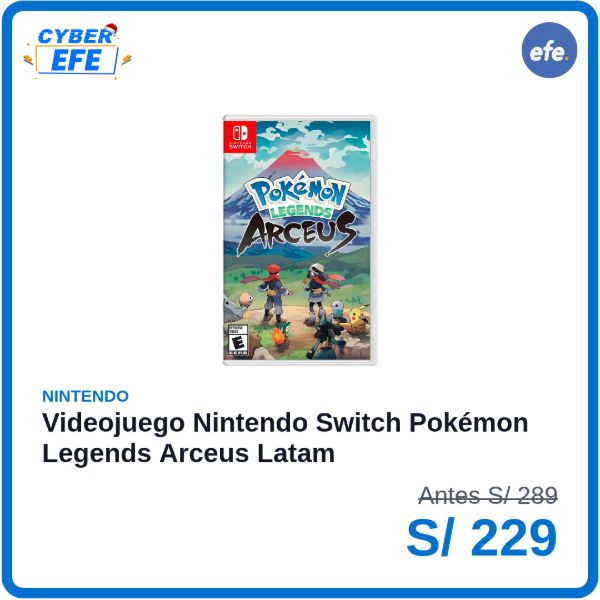 CYBER
EFE
efe.
NINTENDO
SWITCH
POKÉMON
LEGENDS
ARCEUS
E
NINTENDO
Videojuego Nintendo Switch Pokémon
Legends Arceus Latam
Antes S/ 289
S/ 229